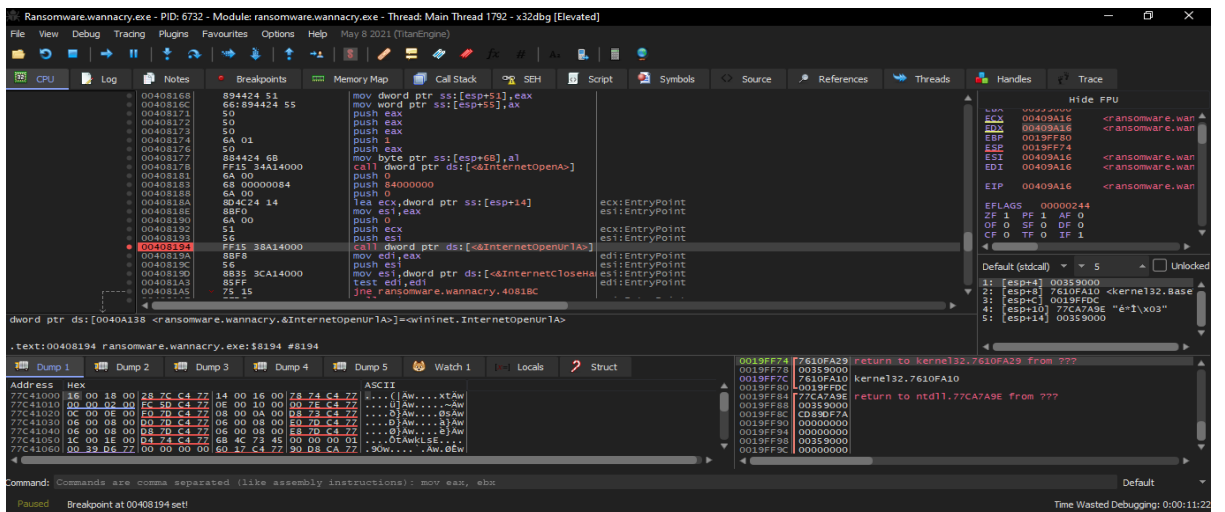 Ransomware.wannacry.exe - PID: 6732 - Module: ransomware.wannacry.exe - Thread: Main Thread 1792 - x32dbg [Elevated]
File View Debug Tracing Plugins Favourites Options Help May 8 2021 (TitanEngine)
CPU Log Notes Breakpoints Memory Map Call Stack SEH Script Symbols Source References Threads Handles Trace
00408168 894424 51 mov dword ptr ss:[esp+51],eax
0040816C 66:894424 55 mov word ptr ss:[esp+55],ax
00408171 50 push eax
00408172 50 push eax
00408173 50 push eax
00408174 6A 01 push 1
00408176 50 push eax
00408177 884424 6B mov byte ptr ss:[esp+6B],al
0040817B FF15 34A14000 call dword ptr ds:[<&InternetOpenA>]
00408181 6A 00 push 0
00408183 68 00000084 push 84000000
00408188 6A 00 push 0
0040818A 8D4C24 14 lea ecx,dword ptr ss:[esp+14] ecx:EntryPoint
0040818E 8BF0 mov esi,eax esi:EntryPoint
00408190 6A 00 push 0
00408192 51 push ecx ecx:EntryPoint
00408193 56 push esi esi:EntryPoint
00408194 FF15 38A14000 call dword ptr ds:[<&InternetOpenUrlA>]
0040819A 8BF8 mov edi,eax edi:EntryPoint
0040819C 56 push esi esi:EntryPoint
0040819D 8B35 3CA14000 mov esi,dword ptr ds:[<&InternetCloseHa esi:EntryPoint
004081A3 85FF test edi,edi edi:EntryPoint
004081A5 75 15 jne ransomware.wannacry.4081BC
Hide FPU
ECX 00409A16 <ransomware.wan
EDX 00409A16 <ransomware.wan
EBP 0019FF80
ESP 0019FF74
ESI 00409A16 <ransomware.wan
EDI 00409A16 <ransomware.wan
EIP 00409A16 <ransomware.wan
EFLAGS 00000244
ZF 1 PF 1 AF 0
OF 0 SF 0 DF 0
CF 0 TF 0 IF 1
Default (stdcall) 5 Unlocked
1: [esp+4] 00359000
2: [esp+8] 7610FA10 <kernel32.Base
3: [esp+C] 0019FFDC
4: [esp+10] 77CA7A9E
5: [esp+14] 00359000
dword ptr ds:[0040A138 <ransomware.wannacry.&InternetOpenUrlA>]=<wininet.InternetOpenUrlA>
.text:00408194 ransomware.wannacry.exe:$8194 #8194
Dump 1 Dump 2 Dump 3 Dump 4 Dump 5 Watch 1 Locals Struct
Address Hex ASCII
77C41000 16 00 18 00 28 7C C4 77 14 00 16 00 78 74 C4 77 ....(|Äw....xtÄw
77C41010 00 00 02 00 FC 5D C4 77 0E 00 10 00 7E C4 77
77C41020 0C 00 0E 00 F0 7D C4 77 08 00 0A 00 D8 73 C4 77 ....ð}Äw....ØsÄw
77C41030 06 00 08 00 D0 7D C4 77 06 00 08 00 E0 7D C4 77 ....Ð}Äw....à}Äw
77C41040 06 00 08 00 D8 7D C4 77 06 00 08 00 E8 7D C4 77 ....Ø}Äw....è}Äw
77C41050 1C 00 1E 00 D4 74 C4 77 6B 4C 73 45 00 00 00 01 ....ÔtÄwkLsE....
77C41060 00 39 D6 77 00 00 00 00 60 17 C4 77 90 D8 CA 77 .9Öw....`.Äw.ØÊw
0019FF74 7610FA29 return to kernel32.7610FA29 from ???
0019FF78 00359000
0019FF7C 7610FA10 kernel32.7610FA10
0019FF80 0019FFDC
0019FF84 77CA7A9E return to ntdll.77CA7A9E from ???
0019FF88 00359000
0019FF8C CD89DF7A
0019FF90 00000000
0019FF94 00000000
0019FF98 00359000
0019FF9C 00000000
Command: Commands are comma separated (like assembly instructions): mov eax, ebx Default
Paused Breakpoint at 00408194 set! Time Wasted Debugging: 0:00:11:22